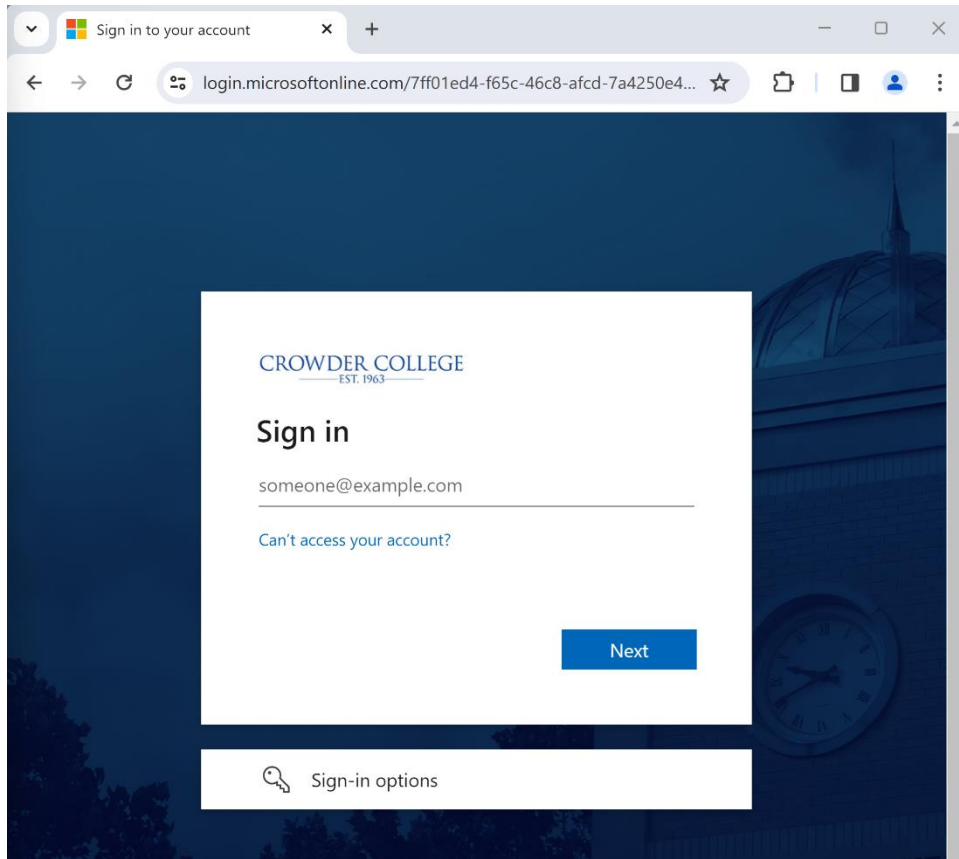 Sign in to your account
login.microsoftonline.com/7ff01ed4-f65c-46c8-afcd-7a4250e4...
CROWDER COLLEGE
EST. 1963
Sign in
someone@example.com
Can't access your account?
Next
Sign-in options